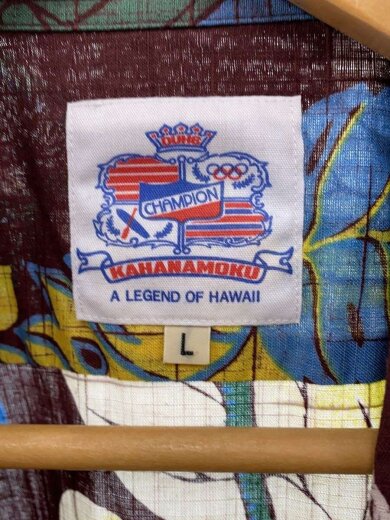 DUKE
CHAMPION
KAHANAMOKU
A LEGEND OF HAWAII
L